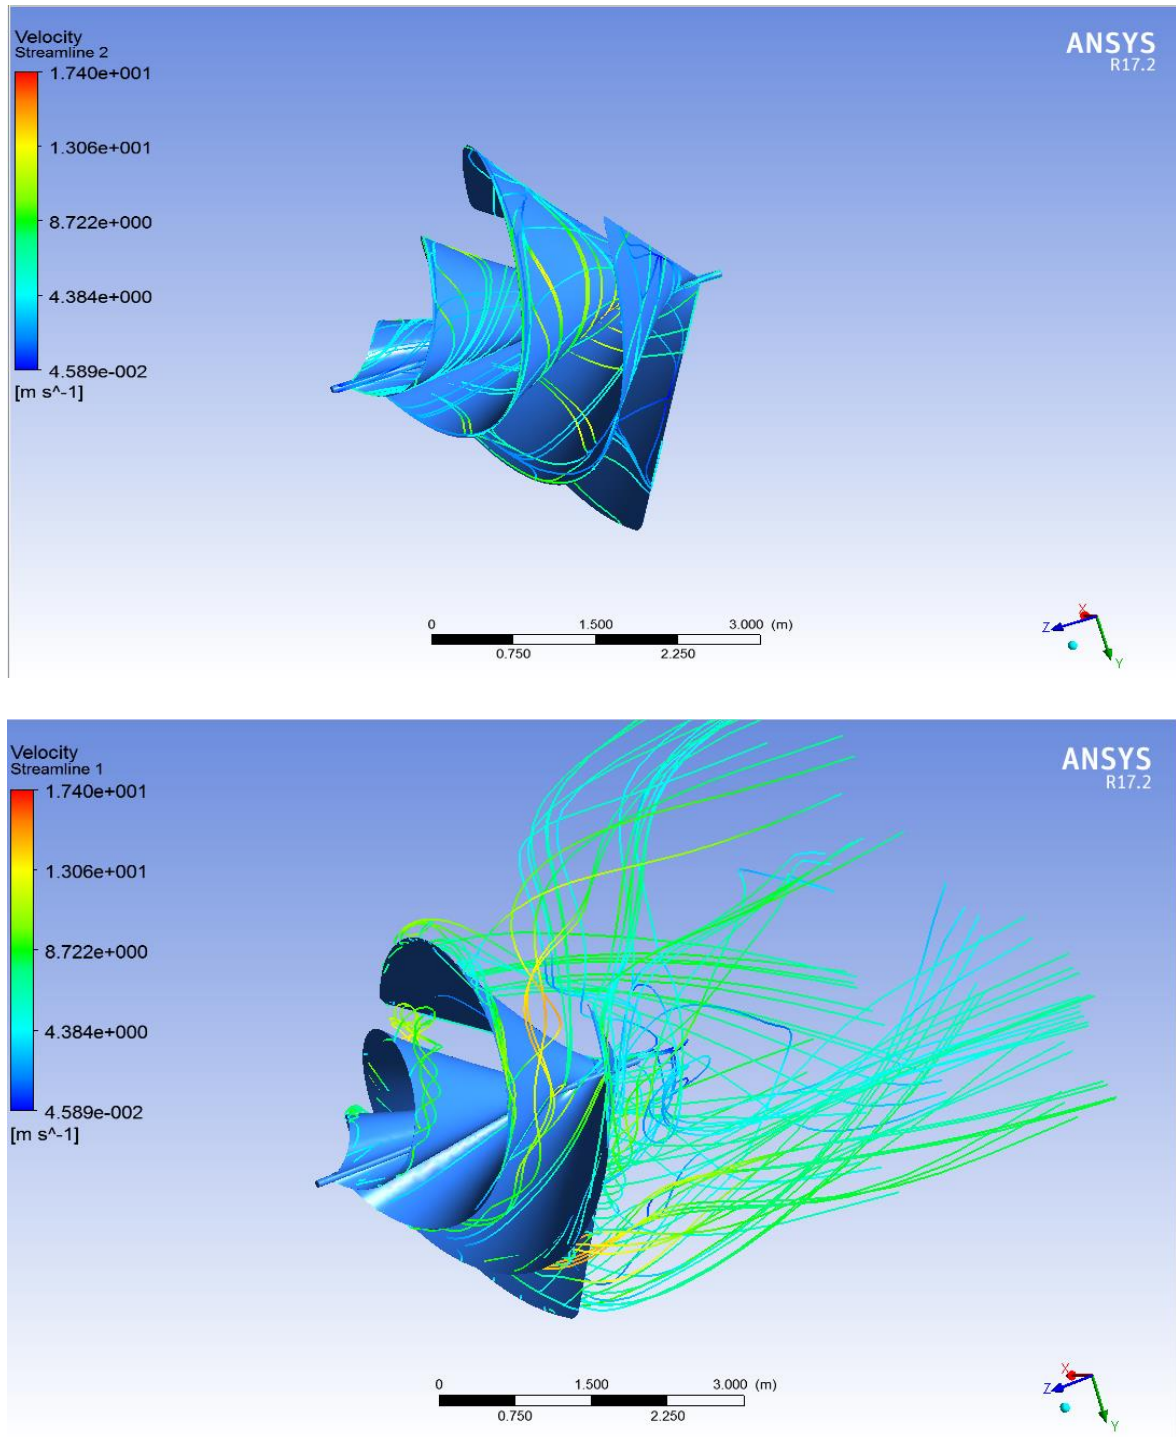 Velocity
Streamline 2
ANSYS
R17.2
1.740e+001
1.306e+001
8.722e+000
4.384e+000
4.589e-002
[m s^-1]
0 1.500 3.000 (m)
0.750 2.250
X
Z
Y
Velocity
Streamline 1
ANSYS
R17.2
1.740e+001
1.306e+001
8.722e+000
4.384e+000
4.589e-002
[m s^-1]
0 1.500 3.000 (m)
0.750 2.250
X
Z
Y